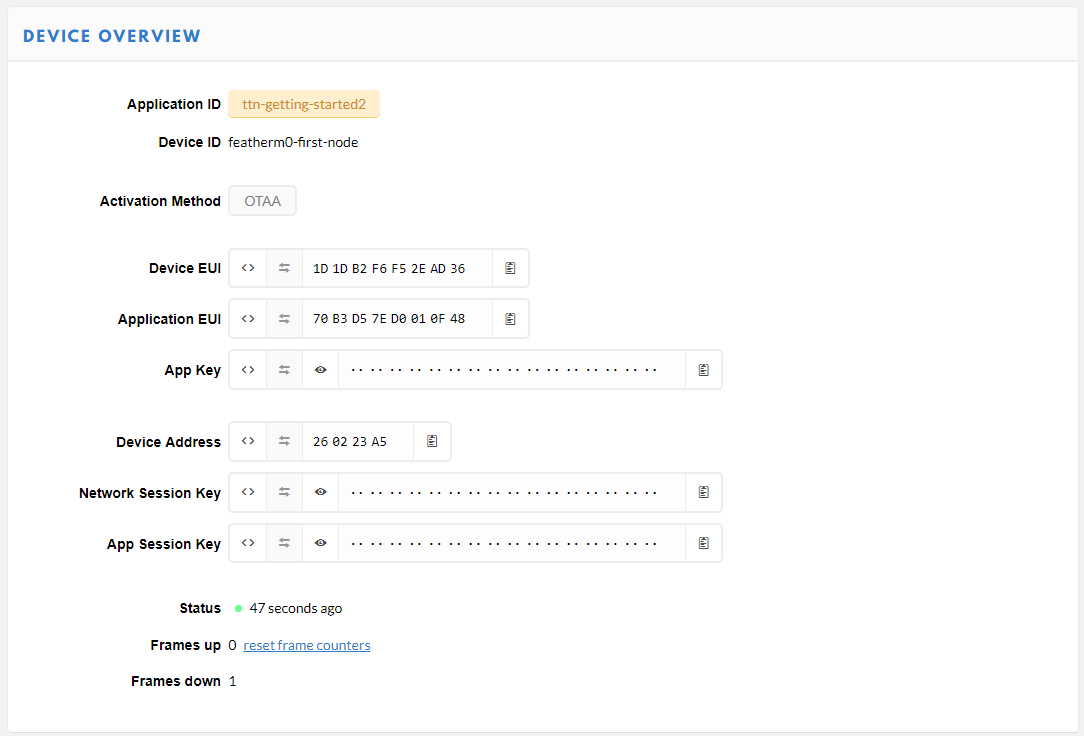 DEVICE OVERVIEW
Application ID ttn-getting-started2
Device ID featherm0-first-node
Activation Method OTAA
Device EUI <> 1D 1D B2 F6 F5 2E AD 36
Application EUI <> 70 B3 D5 7E D0 01 0F 48
App Key <> ·· ·· ·· ·· ·· ·· ·· ·· ·· ·· ·· ·· ·· ·· ·· ··
Device Address <> 26 02 23 A5
Network Session Key <> ·· ·· ·· ·· ·· ·· ·· ·· ·· ·· ·· ·· ·· ·· ·· ··
App Session Key <> ·· ·· ·· ·· ·· ·· ·· ·· ·· ·· ·· ·· ·· ·· ·· ··
Status 47 seconds ago
Frames up 0 reset frame counters
Frames down 1